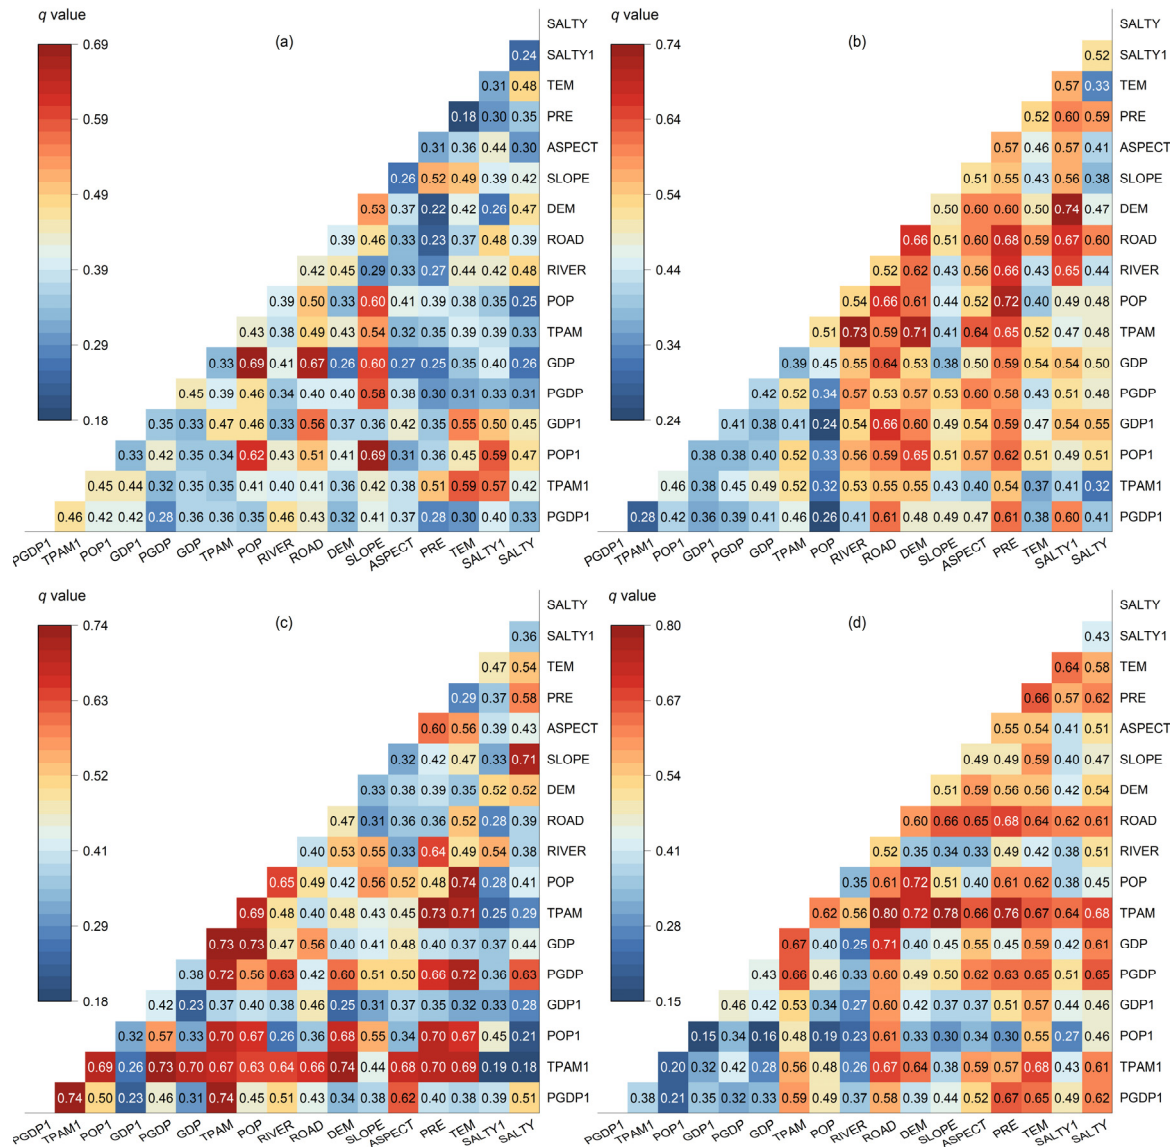 q value
SALTY
0.69
(a)
0.24
SALTY1
0.31 0.48
TEM
0.59
0.18 0.30 0.35
PRE
0.31 0.36 0.44 0.30
ASPECT
0.49
0.26 0.52 0.49 0.39 0.42
SLOPE
0.53 0.37 0.22 0.42 0.26 0.47
DEM
0.39 0.46 0.33 0.23 0.37 0.48 0.39
ROAD
0.39
0.42 0.45 0.29 0.33 0.27 0.44 0.42 0.48
RIVER
0.39 0.50 0.33 0.60 0.41 0.39 0.38 0.35 0.25
POP
0.29
0.43 0.38 0.49 0.43 0.54 0.32 0.35 0.39 0.39 0.33
TPAM
0.33 0.69 0.41 0.67 0.26 0.60 0.27 0.25 0.35 0.40 0.26
GDP
0.45 0.39 0.46 0.34 0.40 0.40 0.58 0.38 0.30 0.31 0.33 0.31
PGDP
0.18
0.35 0.33 0.47 0.46 0.33 0.56 0.37 0.36 0.42 0.35 0.55 0.50 0.45
GDP1
0.33 0.42 0.35 0.34 0.62 0.43 0.51 0.41 0.69 0.31 0.36 0.45 0.59 0.47
POP1
0.45 0.44 0.32 0.35 0.35 0.41 0.40 0.41 0.36 0.42 0.38 0.51 0.59 0.57 0.42
TPAM1
0.46 0.42 0.42 0.28 0.36 0.36 0.35 0.46 0.43 0.32 0.41 0.37 0.28 0.30 0.40 0.33
PGDP1
PGDP1 TPAM1 POP1 GDP1 PGDP GDP TPAM POP RIVER ROAD DEM SLOPE ASPECT PRE TEM SALTY1 SALTY
q value
SALTY
0.74
(b)
0.52
SALTY1
0.57 0.33
TEM
0.64
0.52 0.60 0.59
PRE
0.57 0.46 0.57 0.41
ASPECT
0.54
0.51 0.55 0.43 0.56 0.38
SLOPE
0.50 0.60 0.60 0.50 0.74 0.47
DEM
0.66 0.51 0.60 0.68 0.59 0.67 0.60
ROAD
0.44
0.52 0.62 0.43 0.56 0.66 0.43 0.65 0.44
RIVER
0.54 0.66 0.61 0.44 0.52 0.72 0.40 0.49 0.48
POP
0.34
0.51 0.73 0.59 0.71 0.41 0.64 0.65 0.52 0.47 0.48
TPAM
0.39 0.45 0.55 0.64 0.53 0.38 0.50 0.59 0.54 0.54 0.50
GDP
0.42 0.52 0.34 0.57 0.53 0.57 0.53 0.60 0.58 0.43 0.51 0.48
PGDP
0.24
0.41 0.38 0.41 0.24 0.54 0.66 0.60 0.49 0.54 0.59 0.47 0.54 0.55
GDP1
0.38 0.38 0.40 0.52 0.33 0.56 0.59 0.65 0.51 0.57 0.62 0.51 0.49 0.51
POP1
0.46 0.38 0.45 0.49 0.52 0.32 0.53 0.55 0.55 0.43 0.40 0.54 0.37 0.41 0.32
TPAM1
0.28 0.42 0.36 0.39 0.41 0.46 0.26 0.41 0.61 0.48 0.49 0.47 0.61 0.38 0.60 0.41
PGDP1
PGDP1 TPAM1 POP1 GDP1 PGDP GDP TPAM POP RIVER ROAD DEM SLOPE ASPECT PRE TEM SALTY1 SALTY
q value
SALTY
0.74
(c)
0.36
SALTY1
0.47 0.54
TEM
0.63
0.29 0.37 0.58
PRE
0.60 0.56 0.39 0.43
ASPECT
0.32 0.42 0.47 0.33 0.71
SLOPE
0.52
0.33 0.38 0.39 0.35 0.52 0.52
DEM
0.47 0.31 0.36 0.36 0.52 0.28 0.39
ROAD
0.41
0.40 0.53 0.55 0.33 0.64 0.49 0.54 0.38
RIVER
0.65 0.49 0.42 0.56 0.52 0.48 0.74 0.28 0.41
POP
0.29
0.69 0.48 0.40 0.48 0.43 0.45 0.73 0.71 0.25 0.29
TPAM
0.73 0.73 0.47 0.56 0.40 0.41 0.48 0.40 0.37 0.37 0.44
GDP
0.38 0.72 0.56 0.63 0.42 0.60 0.51 0.50 0.66 0.72 0.36 0.63
PGDP
0.18
0.42 0.23 0.37 0.40 0.38 0.46 0.25 0.31 0.37 0.35 0.32 0.33 0.28
GDP1
0.32 0.57 0.33 0.70 0.67 0.26 0.36 0.68 0.55 0.34 0.70 0.67 0.45 0.21
POP1
0.69 0.26 0.73 0.70 0.67 0.63 0.64 0.66 0.74 0.44 0.68 0.70 0.69 0.19 0.18
TPAM1
0.74 0.50 0.23 0.46 0.31 0.74 0.45 0.51 0.43 0.34 0.38 0.62 0.40 0.38 0.39 0.51
PGDP1
PGDP1 TPAM1 POP1 GDP1 PGDP GDP TPAM POP RIVER ROAD DEM SLOPE ASPECT PRE TEM SALTY1 SALTY
q value
SALTY
0.80
(d)
0.43
SALTY1
0.64 0.58
TEM
0.67
0.66 0.57 0.62
PRE
0.55 0.54 0.41 0.51
ASPECT
0.49 0.49 0.59 0.40 0.47
SLOPE
0.54
0.51 0.59 0.56 0.56 0.42 0.54
DEM
0.60 0.66 0.65 0.68 0.64 0.62 0.61
ROAD
0.41
0.52 0.35 0.34 0.33 0.49 0.42 0.38 0.51
RIVER
0.35 0.61 0.72 0.51 0.40 0.61 0.62 0.38 0.45
POP
0.28
0.62 0.56 0.80 0.72 0.78 0.66 0.76 0.67 0.64 0.68
TPAM
0.67 0.40 0.25 0.71 0.40 0.45 0.55 0.45 0.59 0.42 0.61
GDP
0.43 0.66 0.46 0.33 0.60 0.49 0.50 0.62 0.63 0.65 0.51 0.65
PGDP
0.15
0.46 0.42 0.53 0.34 0.27 0.60 0.42 0.37 0.37 0.51 0.57 0.44 0.46
GDP1
0.15 0.34 0.16 0.48 0.19 0.23 0.61 0.33 0.30 0.34 0.30 0.55 0.27 0.46
POP1
0.20 0.32 0.42 0.28 0.56 0.48 0.26 0.67 0.64 0.38 0.59 0.56 0.68 0.43 0.61
TPAM1
0.38 0.21 0.35 0.32 0.33 0.59 0.49 0.37 0.58 0.39 0.44 0.52 0.67 0.65 0.49 0.62
PGDP1
PGDP1 TPAM1 POP1 GDP1 PGDP GDP TPAM POP RIVER ROAD DEM SLOPE ASPECT PRE TEM SALTY1 SALTY